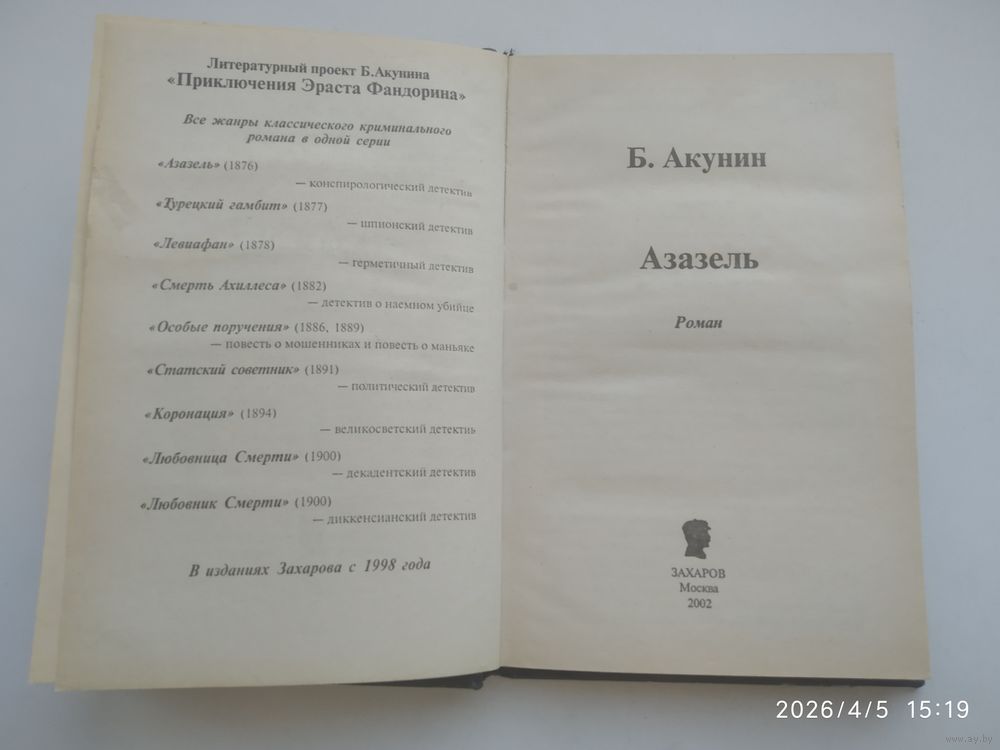 Литературный проект Б.Акунина
«Приключения Эраста Фандорина»
Все жанры классического криминального
романа в одной серии
«Азазель» (1876)
— конспирологический детектив
«Турецкий гамбит» (1877)
— шпионский детектив
«Левиафан» (1878)
— герметичный детектив
«Смерть Ахиллеса» (1882)
— детектив о наемном убийце
«Особые поручения» (1886, 1889)
— повесть о мошенниках и повесть о маньяке
«Статский советник» (1891)
— политический детектив
«Коронация» (1894)
— великосветский детектив
«Любовница Смерти» (1900)
— декадентский детектив
«Любовник Смерти» (1900)
— диккенсианский детектив
В изданиях Захарова с 1998 года
Б. Акунин
Азазель
Роман
ЗАХАРОВ
Москва
2002
2026/4/5 15:19
www.ay.by